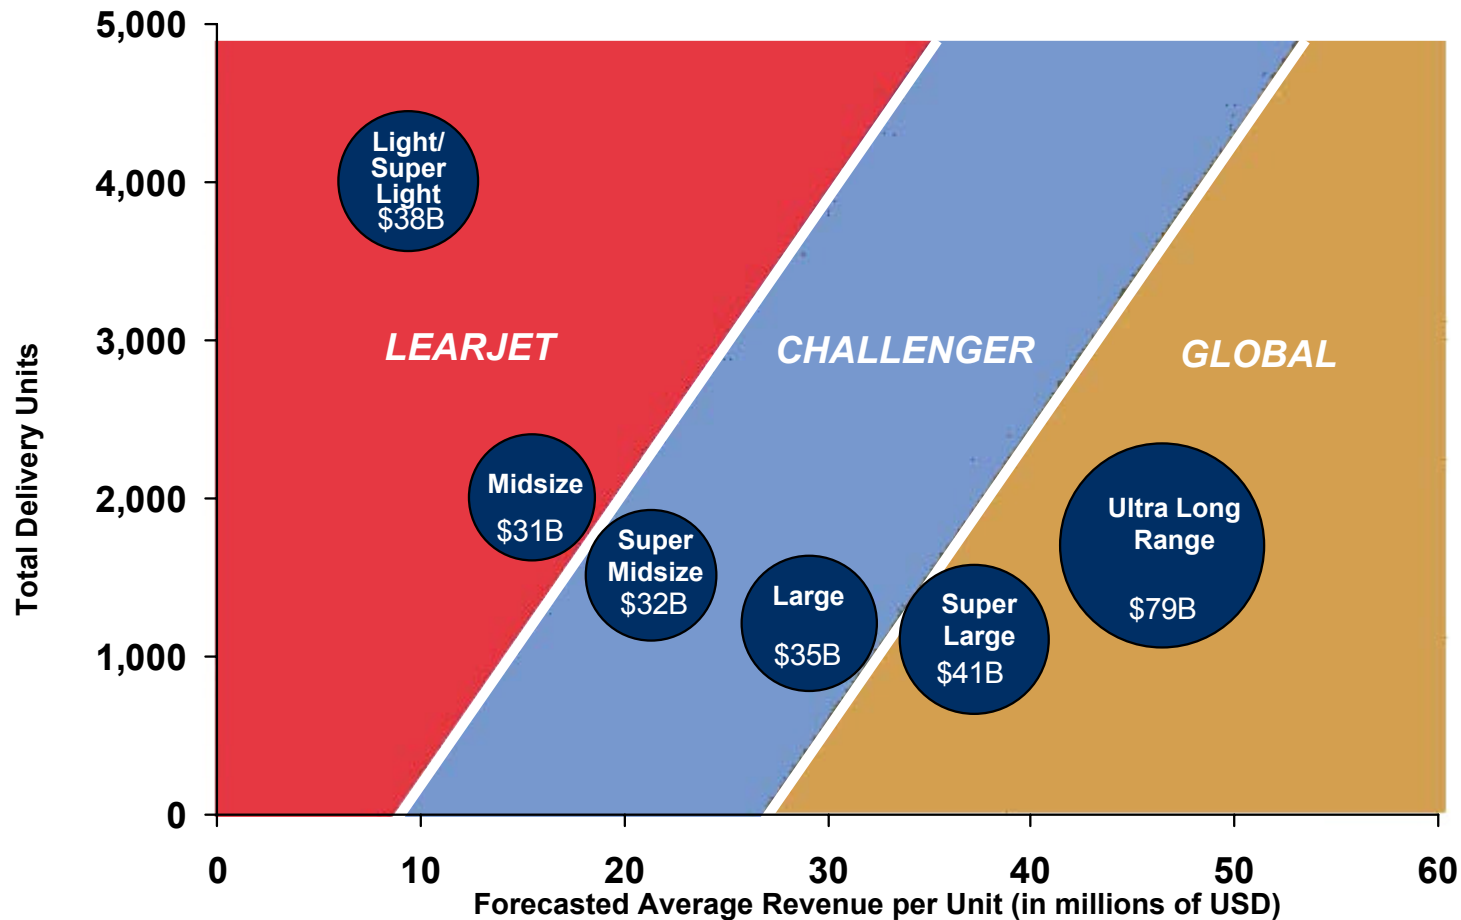 5,000
4,000
3,000
2,000
1,000
0
Total Delivery Units
Light/
Super
Light
$38B
LEARJET
CHALLENGER
GLOBAL
Midsize
$31B
Super
Midsize
$32B
Large
$35B
Super
Large
$41B
Ultra Long
Range
$79B
0 10 20 30 40 50 60
Forecasted Average Revenue per Unit (in millions of USD)